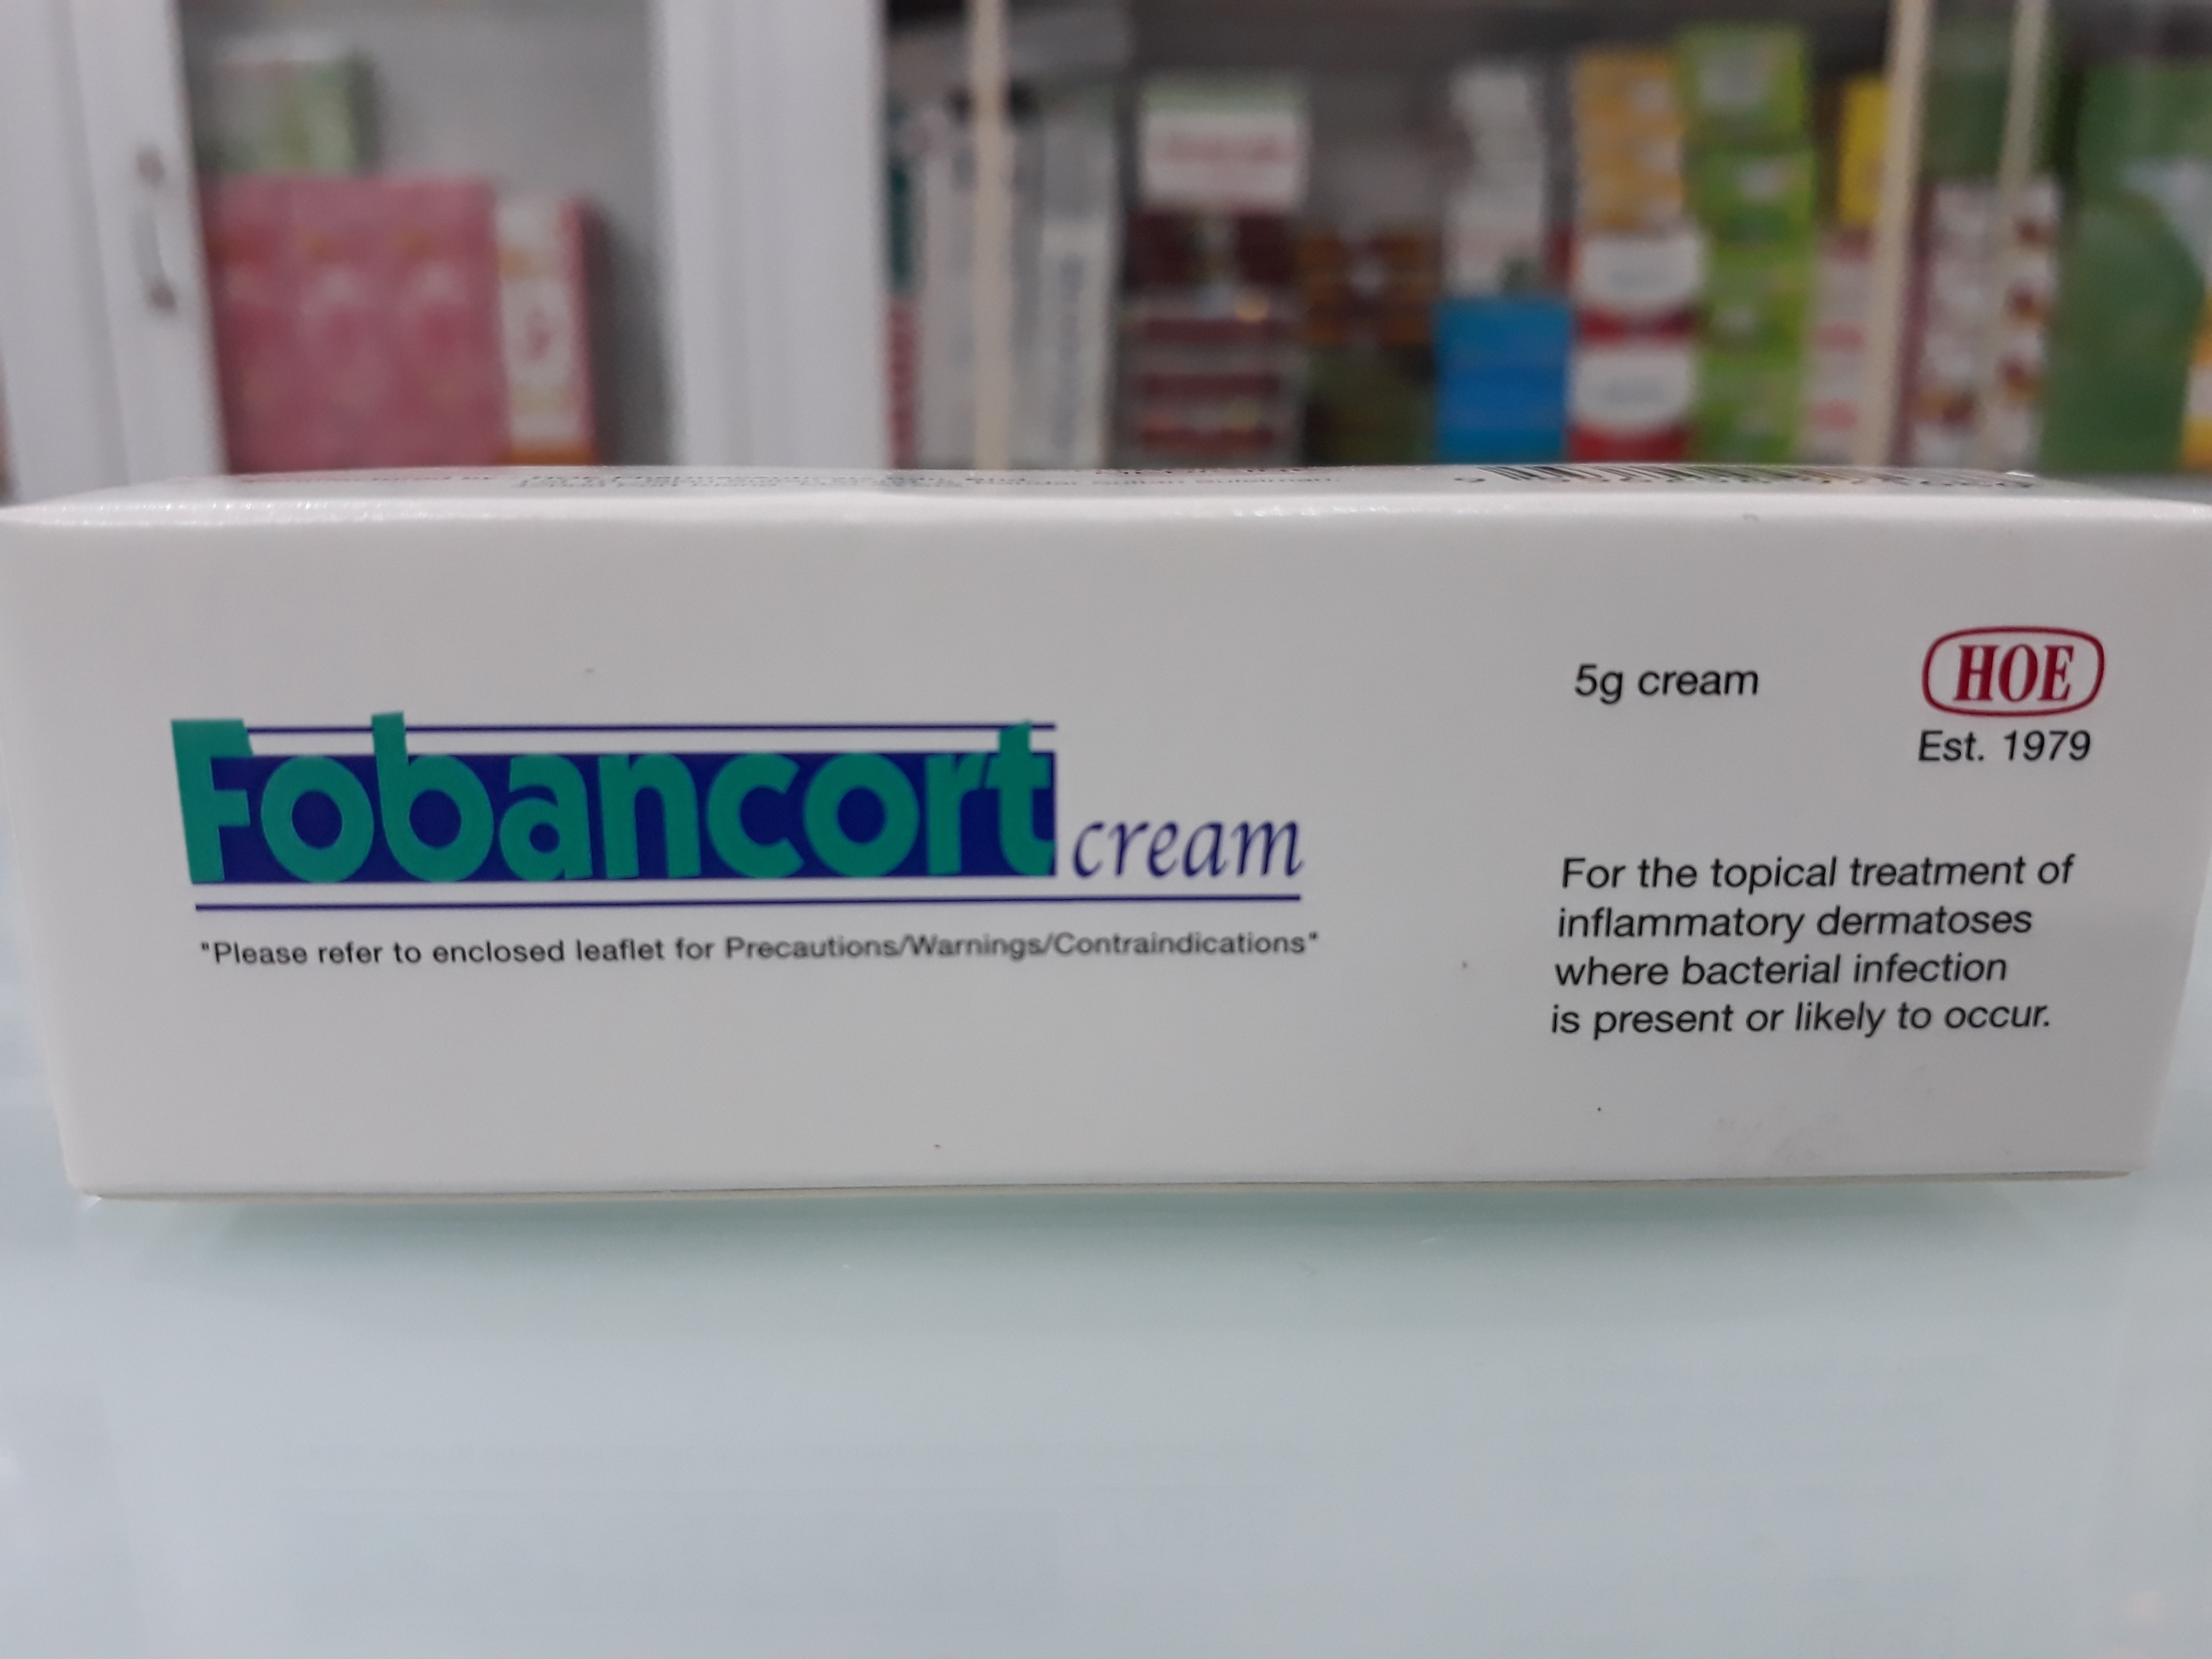 Fobancort cream
"Please refer to enclosed leaflet for Precautions/Warnings/Contraindications"
5g cream
HOE
Est. 1979
For the topical treatment of
inflammatory dermatoses
where bacterial infection
is present or likely to occur.